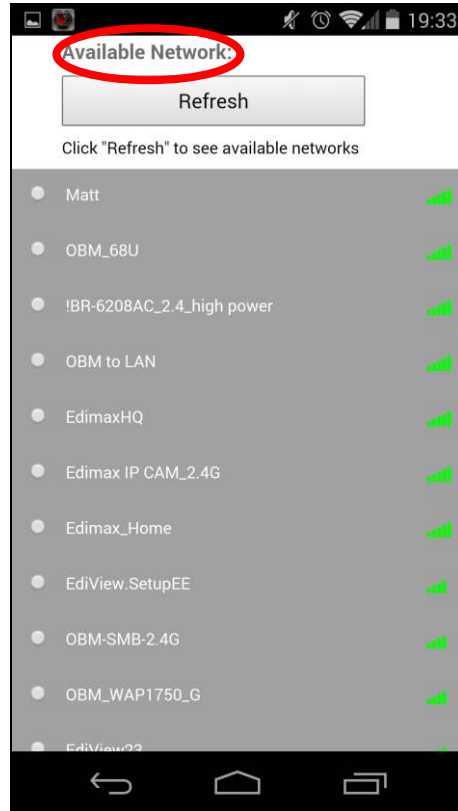 19:33
Available Network:
Refresh
Click "Refresh" to see available networks
Matt
OBM_68U
!BR-6208AC_2.4_high power
OBM to LAN
EdimaxHQ
Edimax IP CAM_2.4G
Edimax_Home
EdiView.SetupEE
OBM-SMB-2.4G
OBM_WAP1750_G
EdiView23